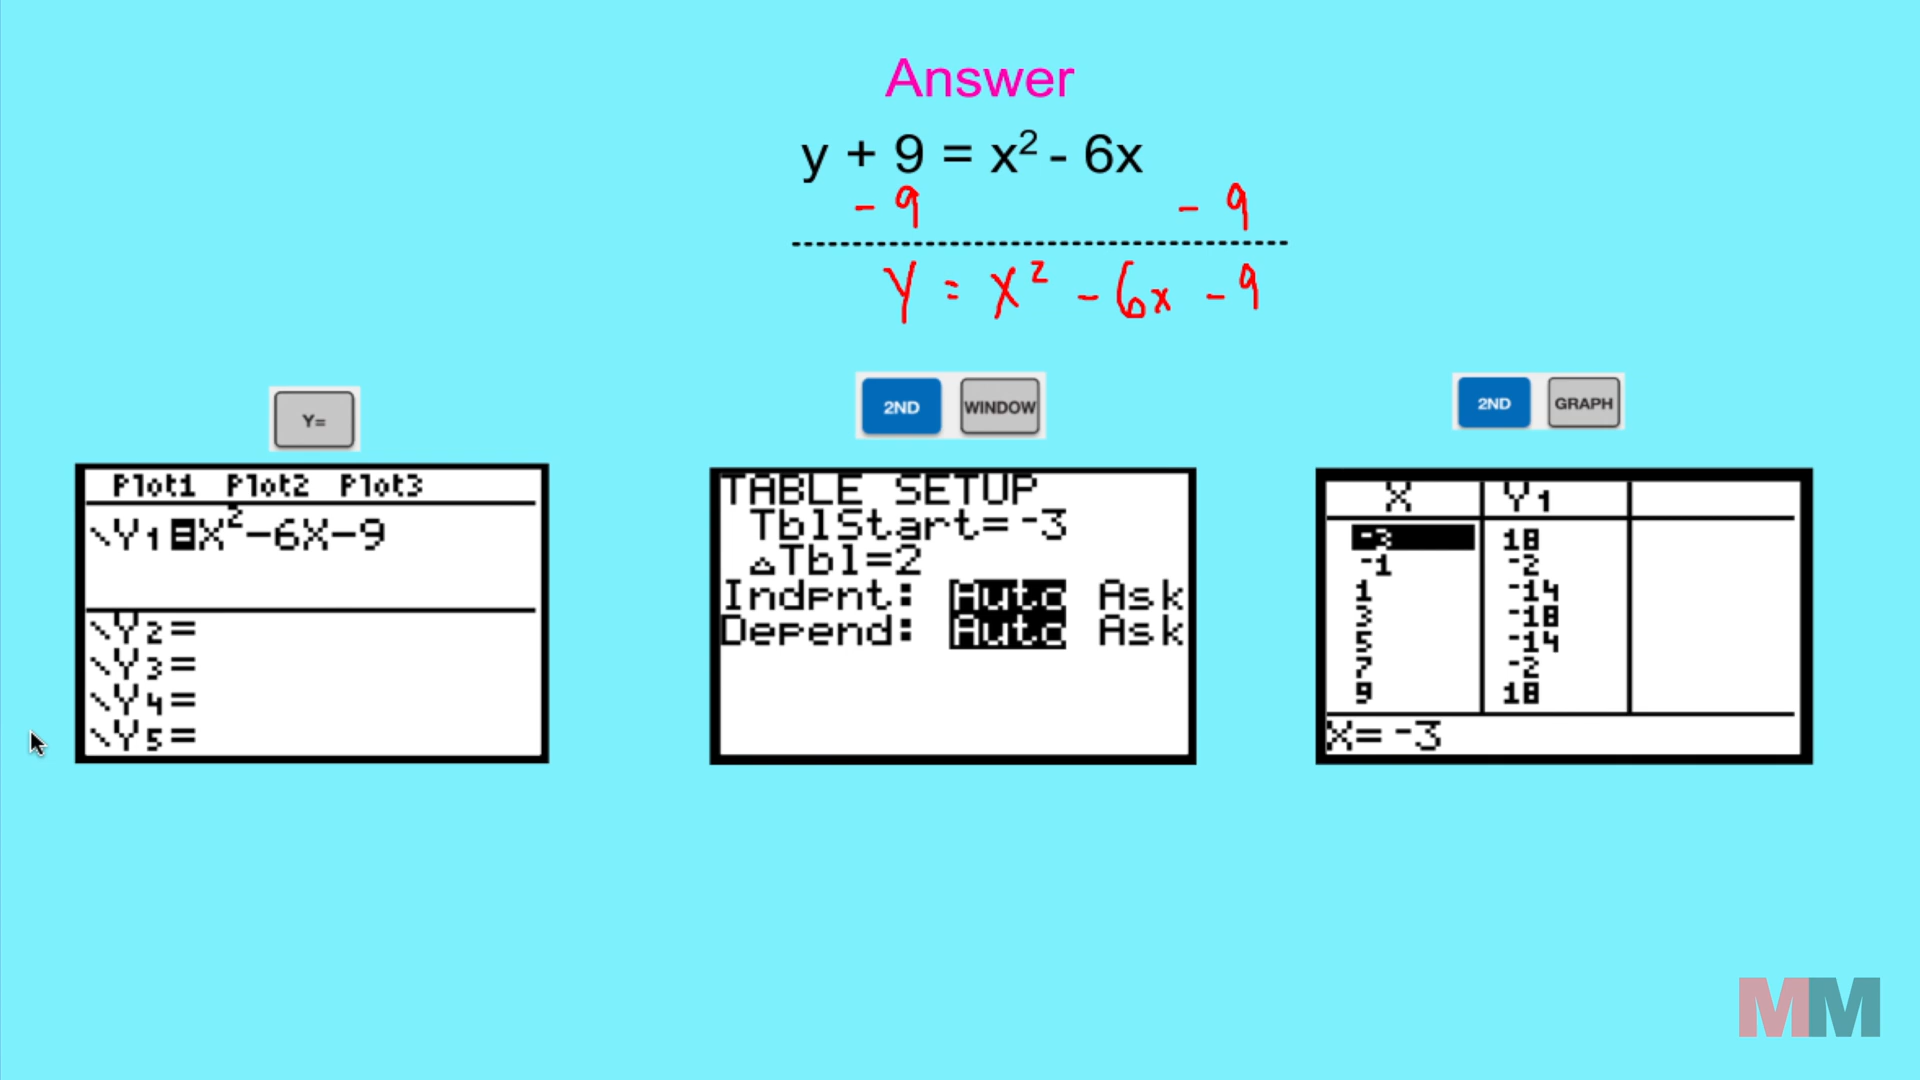 Answer
y + 9 = x² - 6x
- 9 - 9
y = x² - 6x - 9
Y=
Plot1 Plot2 Plot3
\Y₁=X²-6X-9
\Y₂=
\Y₃=
\Y₄=
\Y₅=
2ND WINDOW
TABLE SETUP
TblStart=-3
△Tbl=2
Indpnt: Auto Ask
Depend: Auto Ask
2ND GRAPH
X Y₁
-3 18
-1 -2
1 -14
3 -18
5 -14
7 -2
9 18
X=-3
MM